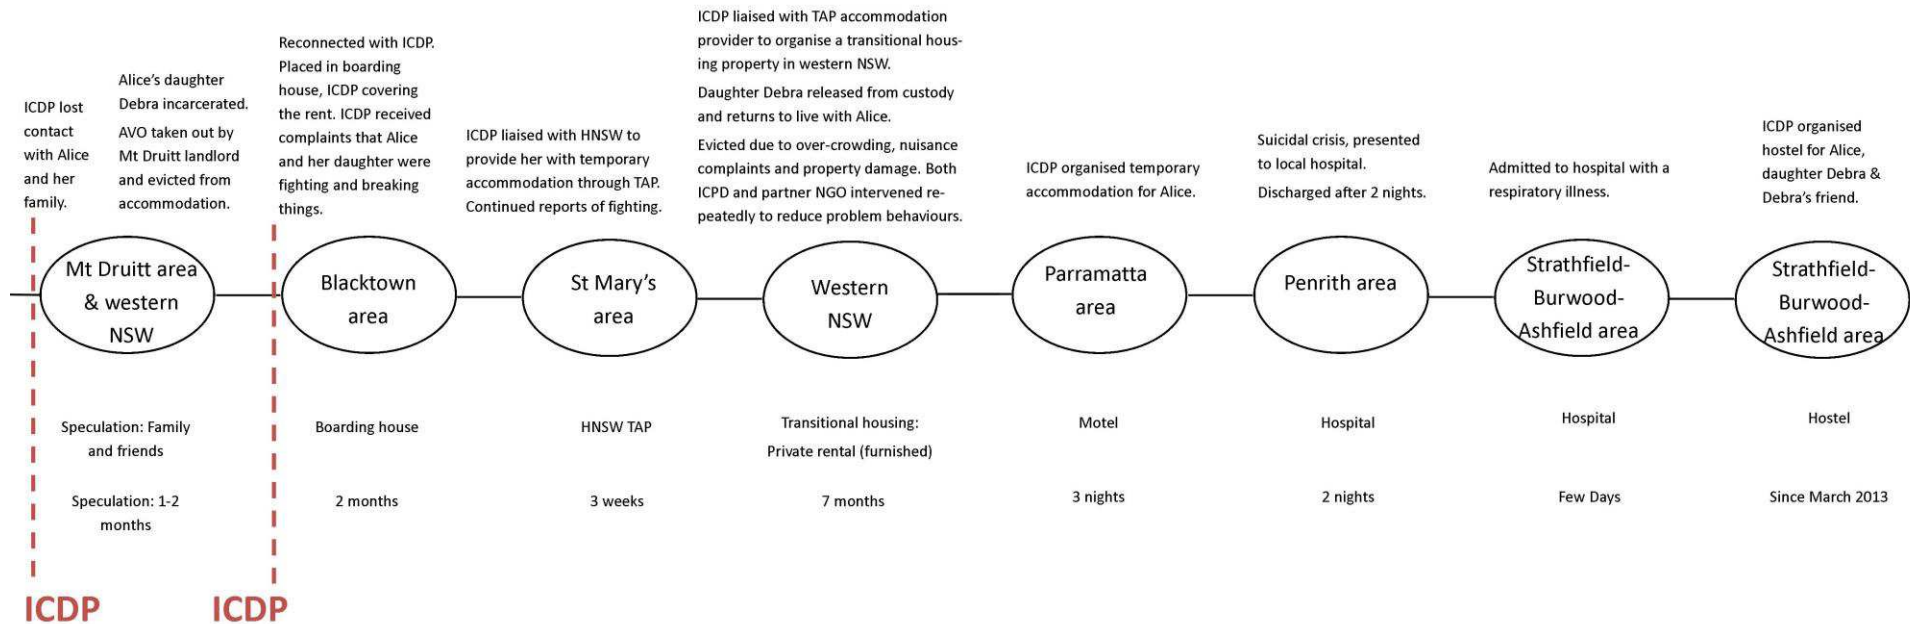 ICDP lost
contact
with Alice
and her
family.
Alice's daughter
Debra incarcerated.
AVO taken out by
Mt Druitt landlord
and evicted from
accommodation.
Reconnected with ICDP.
Placed in boarding
house, ICDP covering
the rent. ICDP received
complaints that Alice
and her daughter were
fighting and breaking
things.
ICDP liaised with HNSW to
provide her with temporary
accommodation through TAP.
Continued reports of fighting.
ICDP liaised with TAP accommodation
provider to organise a transitional hous-
ing property in western NSW.
Daughter Debra released from custody
and returns to live with Alice.
Evicted due to over-crowding, nuisance
complaints and property damage. Both
ICPD and partner NGO intervened re-
peatedly to reduce problem behaviours.
ICDP organised temporary
accommodation for Alice.
Suicidal crisis, presented
to local hospital.
Discharged after 2 nights.
Admitted to hospital with a
respiratory illness.
ICDP organised
hostel for Alice,
daughter Debra &
Debra's friend.
Mt Druitt area
& western
NSW
Blacktown
area
St Mary's
area
Western
NSW
Parramatta
area
Penrith area
Strathfield-
Burwood-
Ashfield area
Strathfield-
Burwood-
Ashfield area
Speculation: Family
and friends
Boarding house
HNSW TAP
Transitional housing:
Private rental (furnished)
Motel
Hospital
Hospital
Hostel
Speculation: 1-2
months
2 months
3 weeks
7 months
3 nights
2 nights
Few Days
Since March 2013
ICDP
ICDP